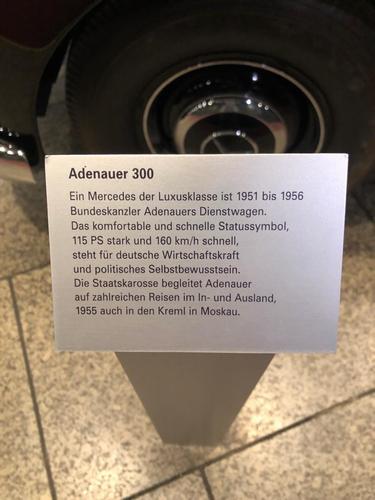 Adenauer 300
Ein Mercedes der Luxusklasse ist 1951 bis 1956
Bundeskanzler Adenauers Dienstwagen.
Das komfortable und schnelle Statussymbol,
115 PS stark und 160 km/h schnell,
steht für deutsche Wirtschaftskraft
und politisches Selbstbewusstsein.
Die Staatskarosse begleitet Adenauer
auf zahlreichen Reisen im In- und Ausland,
1955 auch in den Kreml in Moskau.